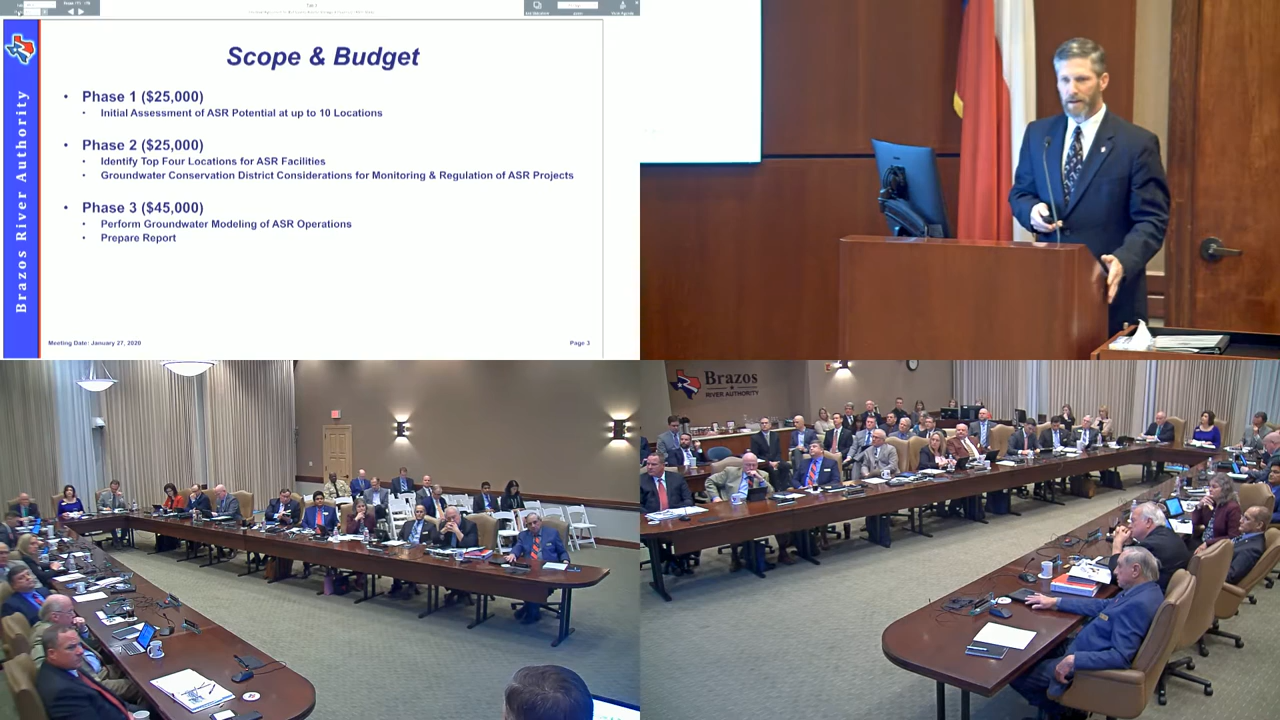 Scope & Budget
• Phase 1 ($25,000)
• Initial Assessment of ASR Potential at up to 10 Locations
• Phase 2 ($25,000)
• Identify Top Four Locations for ASR Facilities
• Groundwater Conservation District Considerations for Monitoring & Regulation of ASR Projects
• Phase 3 ($45,000)
• Perform Groundwater Modeling of ASR Operations
• Prepare Report
Brazos River Authority
Meeting Date: January 27, 2020
Page 3
Brazos
RIVER AUTHORITY